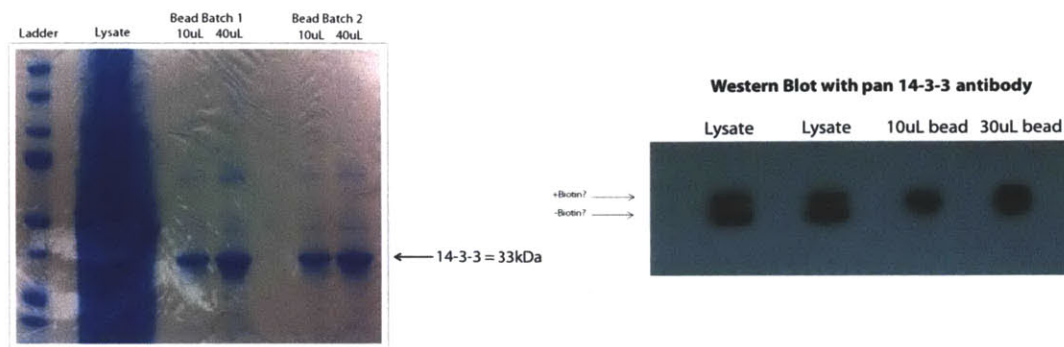 Bead Batch 1 Bead Batch 2
Ladder Lysate 10uL 40uL 10uL 40uL
14-3-3 = 33kDa
Western Blot with pan 14-3-3 antibody
Lysate Lysate 10uL bead 30uL bead
+Biotin?
-Biotin?